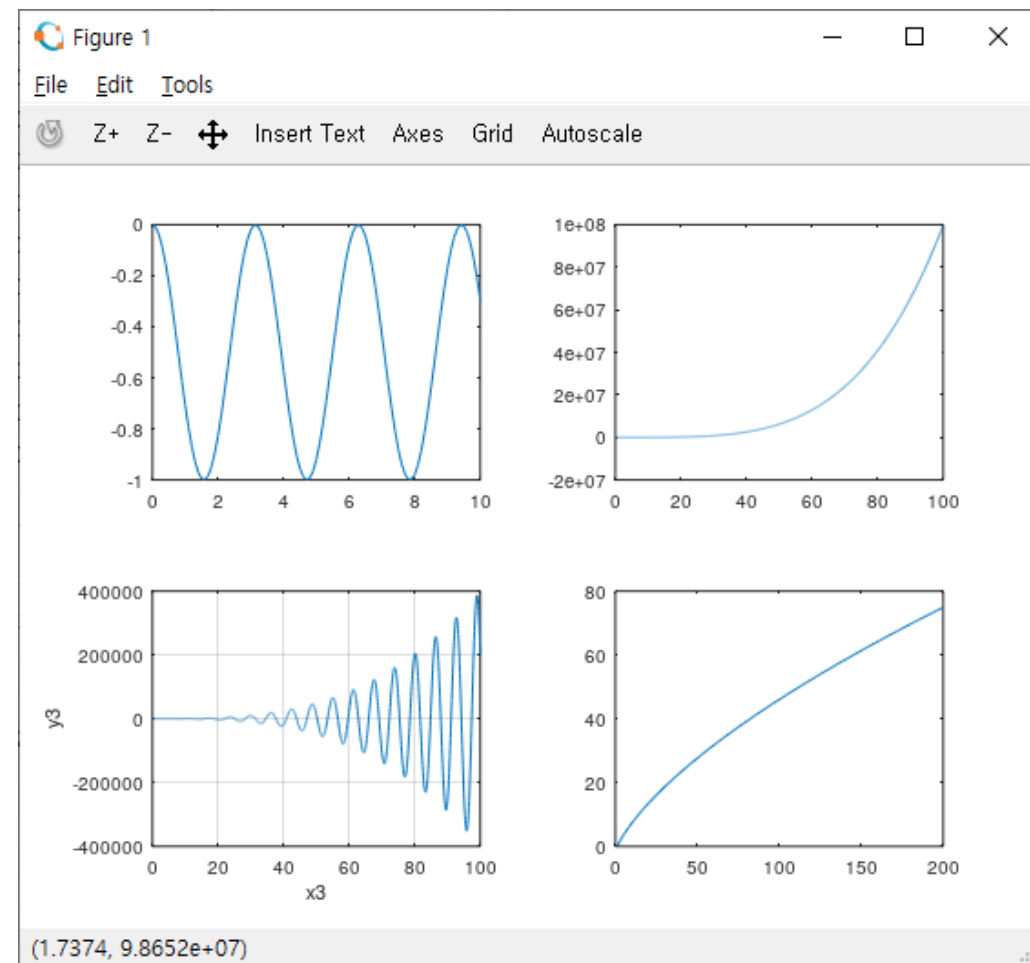 Figure 1
File Edit Tools
Z+ Z- Insert Text Axes Grid Autoscale
0
-0.2
-0.4
-0.6
-0.8
-1
0 2 4 6 8 10
1e+08
8e+07
6e+07
4e+07
2e+07
0
-2e+07
0 20 40 60 80 100
400000
200000
0
-200000
-400000
y3
0 20 40 60 80 100
x3
80
60
40
20
0
0 50 100 150 200
(1.7374, 9.8652e+07)